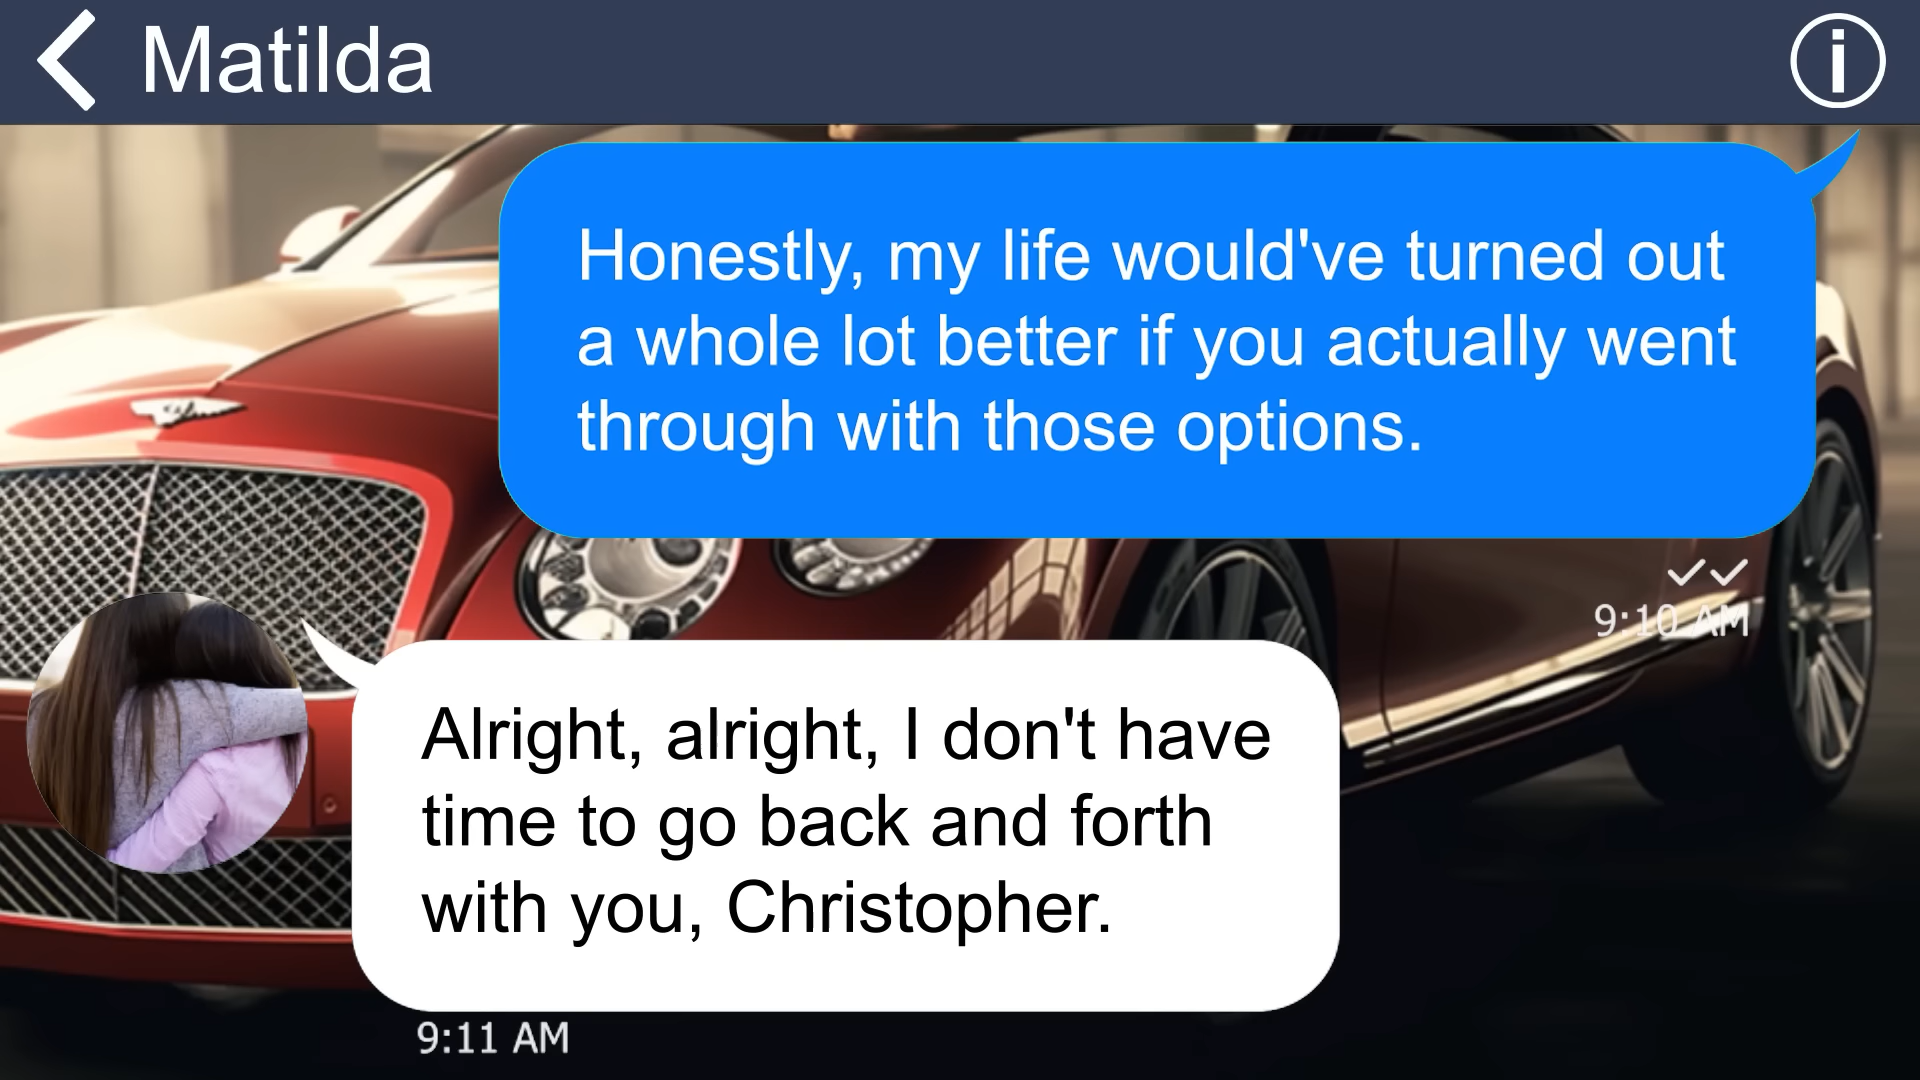 Matilda
Honestly, my life would've turned out
a whole lot better if you actually went
through with those options.
9:10 AM
Alright, alright, I don't have
time to go back and forth
with you, Christopher.
9:11 AM